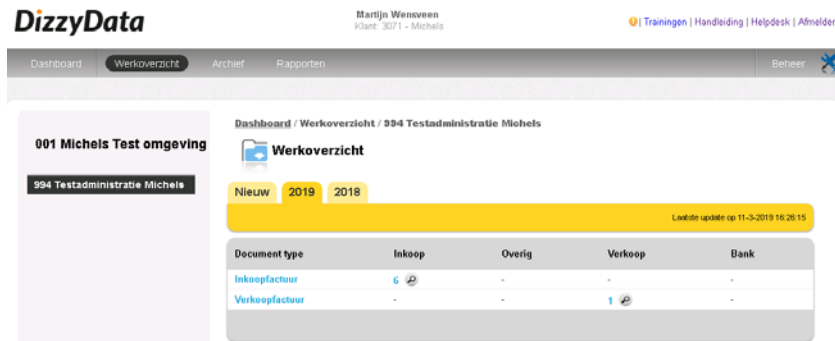 DizzyData
Martijn Wensveen
Klant: 3071 - Michels
| Trainingen | Handleiding | Helpdesk | Afmelden
Dashboard Werkoverzicht Archief Rapporten Beheer
001 Michels Test omgeving
994 Testadministratie Michels
Dashboard / Werkoverzicht / 994 Testadministratie Michels
Werkoverzicht
Nieuw 2019 2018
Laatste update op 11-3-2019 16:26:15
Document type Inkoop Overig Verkoop Bank
Inkoopfactuur 6 - - -
Verkoopfactuur - - 1 -